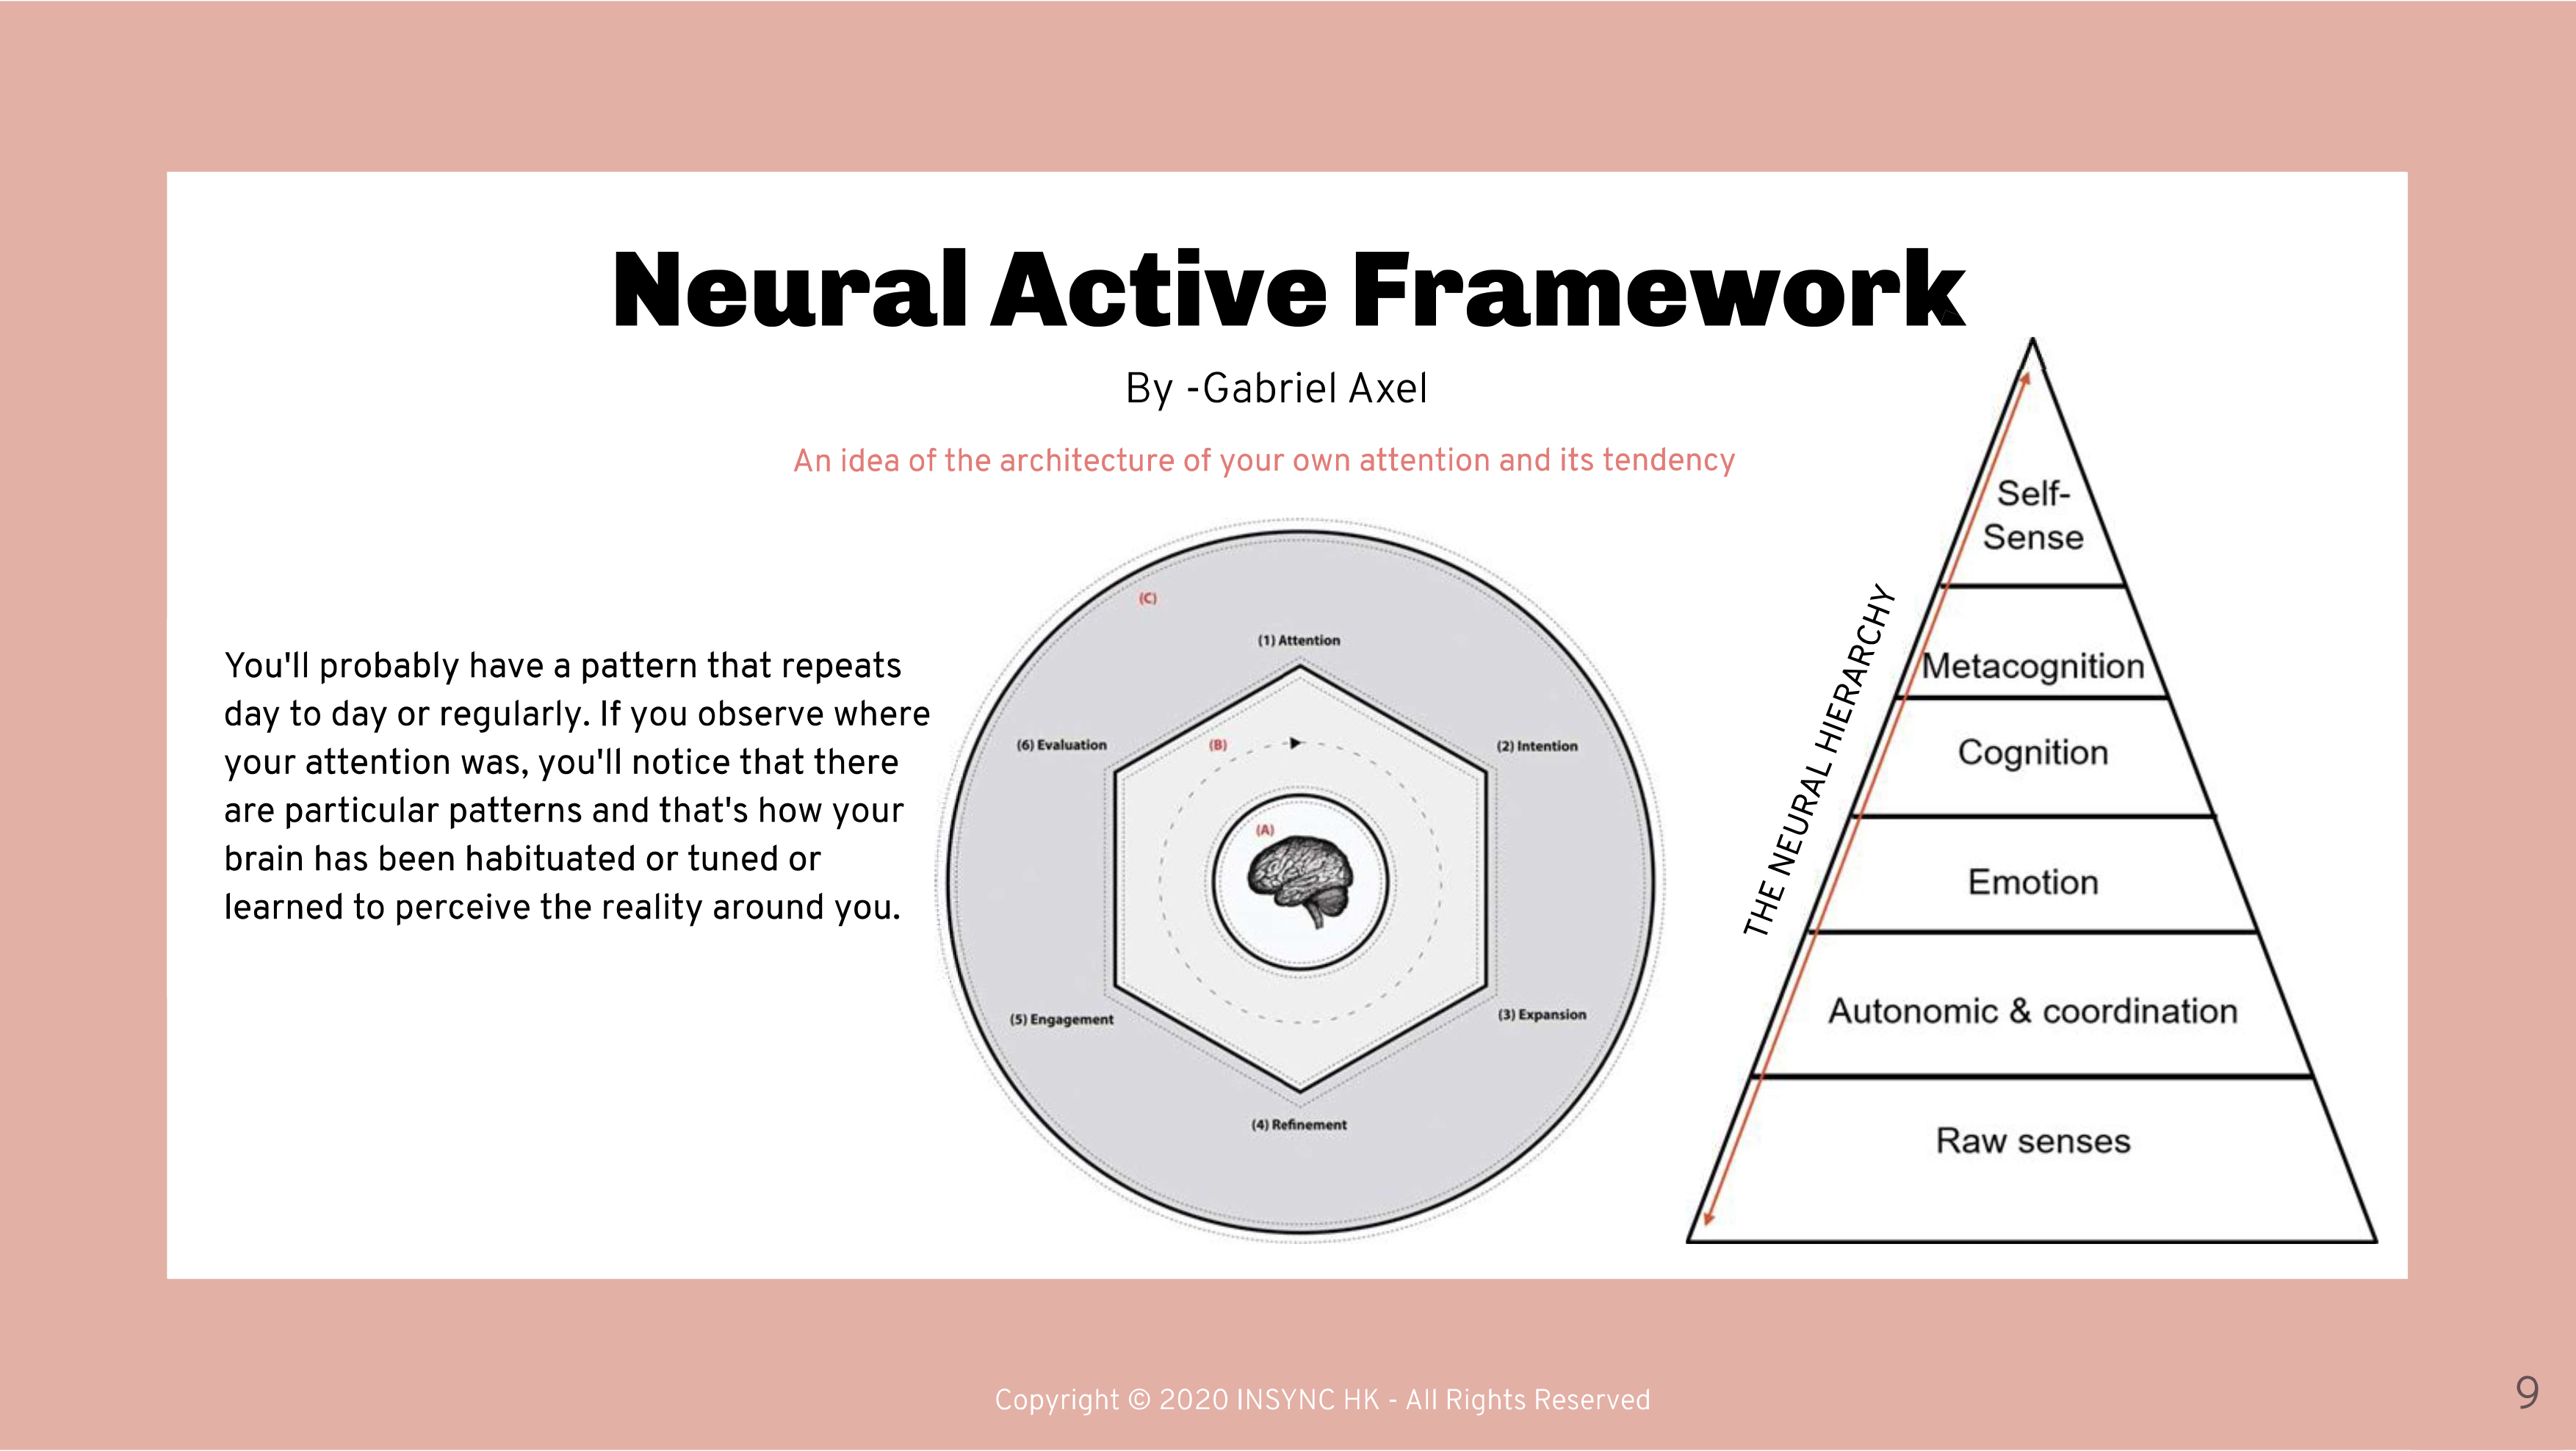 Neural Active Framework
By -Gabriel Axel
An idea of the architecture of your own attention and its tendency
You'll probably have a pattern that repeats
day to day or regularly. If you observe where
your attention was, you'll notice that there
are particular patterns and that's how your
brain has been habituated or tuned or
learned to perceive the reality around you.
(C)
(1) Attention
(6) Evaluation
(B)
(2) Intention
(A)
(5) Engagement
(3) Expansion
(4) Refinement
THE NEURAL HIERARCHY
Self-
Sense
Metacognition
Cognition
Emotion
Autonomic & coordination
Raw senses
Copyright © 2020 INSYNC HK - All Rights Reserved
9